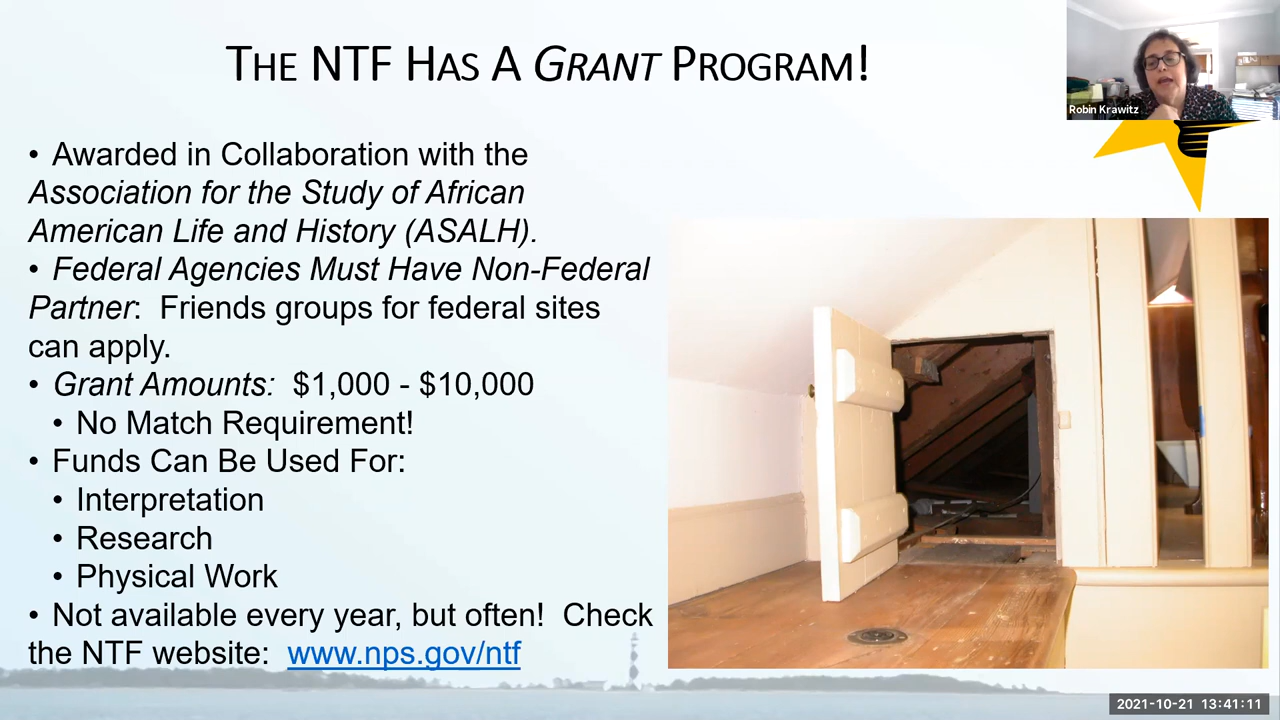 THE NTF HAS A GRANT PROGRAM!
Robin Krawitz
• Awarded in Collaboration with the
Association for the Study of African
American Life and History (ASALH).
• Federal Agencies Must Have Non-Federal
Partner: Friends groups for federal sites
can apply.
• Grant Amounts: $1,000 - $10,000
• No Match Requirement!
• Funds Can Be Used For:
• Interpretation
• Research
• Physical Work
• Not available every year, but often! Check
the NTF website: www.nps.gov/ntf
2021-10-21 13:41:11